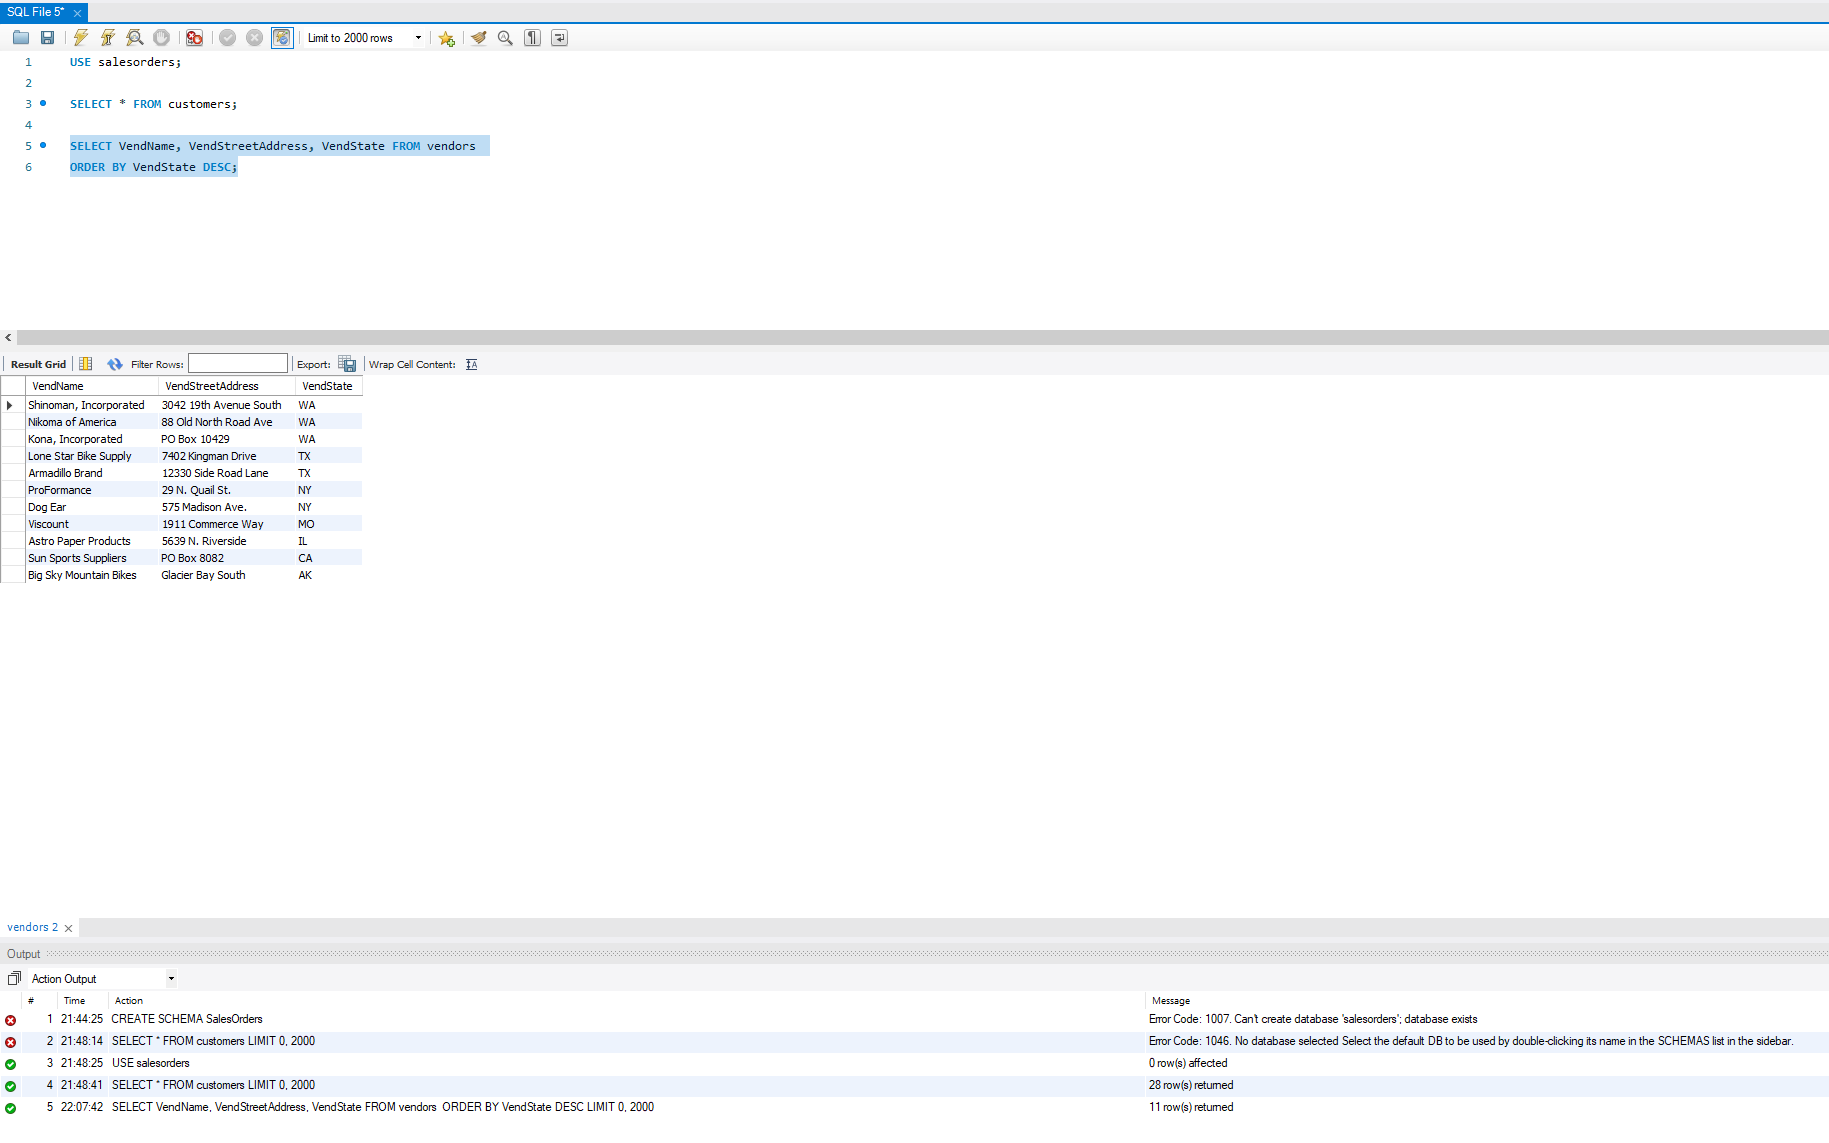 SQL File 5*
Limit to 2000 rows
1 USE salesorders;
2
3 SELECT * FROM customers;
4
5 SELECT VendName, VendStreetAddress, VendState FROM vendors
6 ORDER BY VendState DESC;
Result Grid Filter Rows: Export: Wrap Cell Content:
VendName VendStreetAddress VendState
Shinoman, Incorporated 3042 19th Avenue South WA
Nikoma of America 88 Old North Road Ave WA
Kona, Incorporated PO Box 10429 WA
Lone Star Bike Supply 7402 Kingman Drive TX
Armadillo Brand 12330 Side Road Lane TX
ProFormance 29 N. Quail St. NY
Dog Ear 575 Madison Ave. NY
Viscount 1911 Commerce Way MO
Astro Paper Products 5639 N. Riverside IL
Sun Sports Suppliers PO Box 8082 CA
Big Sky Mountain Bikes Glacier Bay South AK
vendors 2
Output
Action Output
# Time Action Message
1 21:44:25 CREATE SCHEMA SalesOrders Error Code: 1007. Can't create database 'salesorders'; database exists
2 21:48:14 SELECT * FROM customers LIMIT 0, 2000 Error Code: 1046. No database selected Select the default DB to be used by double-clicking its name in the SCHEMAS list in the sidebar.
3 21:48:25 USE salesorders 0 row(s) affected
4 21:48:41 SELECT * FROM customers LIMIT 0, 2000 28 row(s) returned
5 22:07:42 SELECT VendName, VendStreetAddress, VendState FROM vendors ORDER BY VendState DESC LIMIT 0, 2000 11 row(s) returned